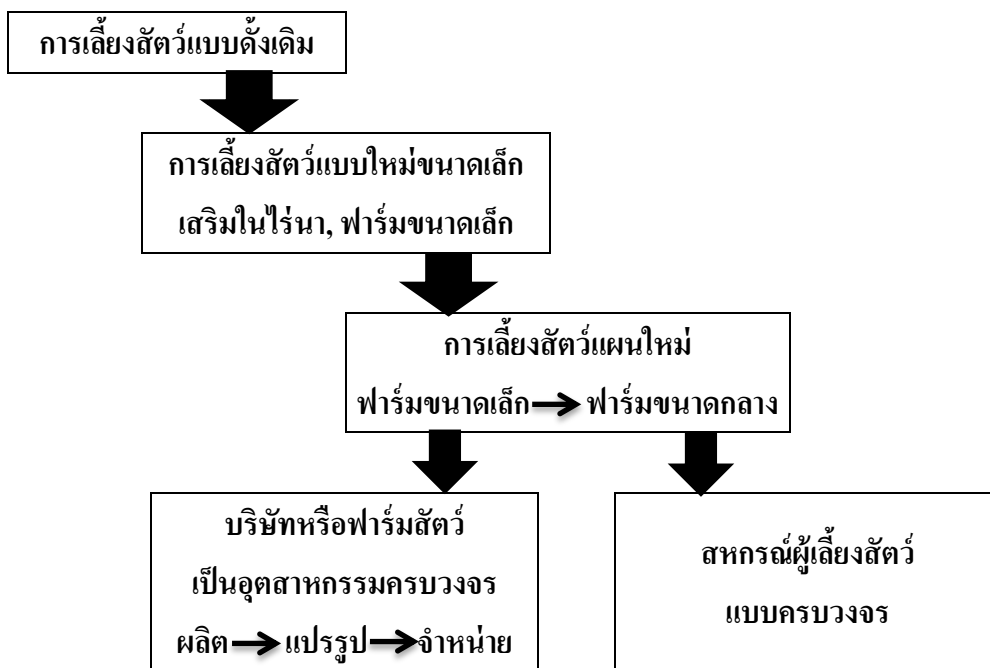 การเลี้ยงสัตว์แบบดั้งเดิม
การเลี้ยงสัตว์แบบใหม่ขนาดเล็ก
เสริมในไร่นา, ฟาร์มขนาดเล็ก
การเลี้ยงสัตว์แผนใหม่
ฟาร์มขนาดเล็ก → ฟาร์มขนาดกลาง
บริษัทหรือฟาร์มสัตว์
เป็นอุตสาหกรรมครบวงจร
ผลิต → แปรรูป → จำหน่าย
สหกรณ์ผู้เลี้ยงสัตว์
แบบครบวงจร